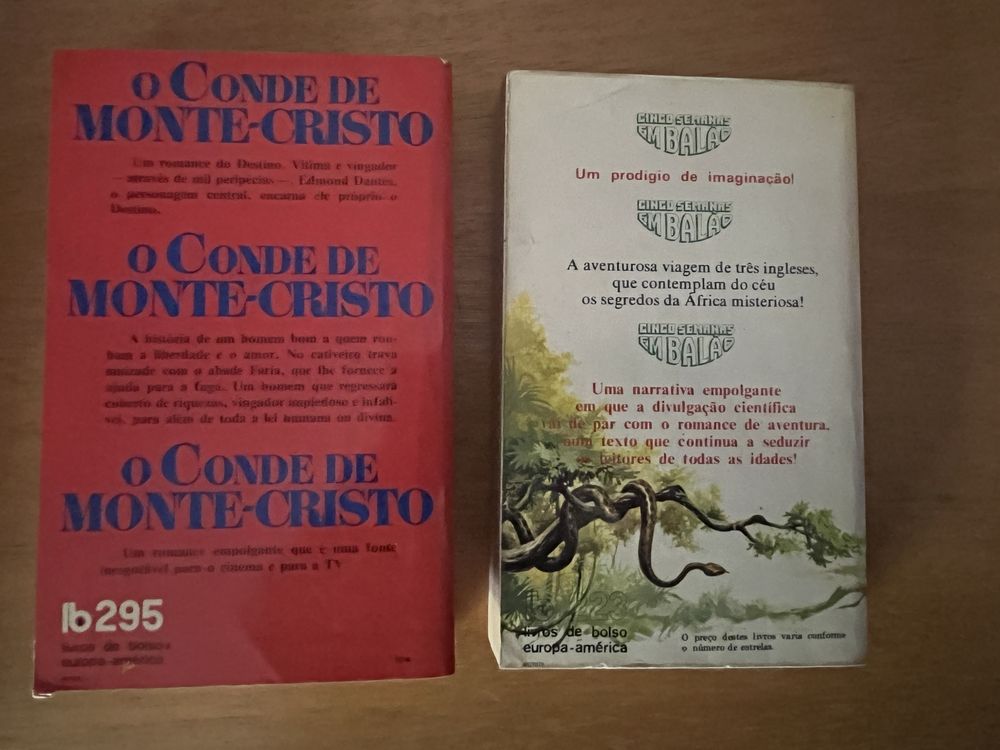 O CONDE DE
MONTE-CRISTO
Um romance do Destino. Vítima e vingador
— através de mil peripécias —, Edmond Dantes,
o personagem central, encarna ele próprio o
Destino.
O CONDE DE
MONTE-CRISTO
A história de um homem bom a quem rou-
bam a liberdade e o amor. No cativeiro trava
amizade com o abade Faria, que lhe fornece a
ajuda para a fuga. Um homem que regressará
coberto de riquezas, vingador impiedoso e infalí-
vel, para além de toda a lei humana ou divina.
O CONDE DE
MONTE-CRISTO
Um romance empolgante que é uma fonte
inesgotável para o cinema e para a TV
lb 295
livros de bolso
europa-américa
CINCO SEMANAS
EM BALÃO
Um prodígio de imaginação!
CINCO SEMANAS
EM BALÃO
A aventurosa viagem de três ingleses,
que contemplam do céu
os segredos da África misteriosa!
CINCO SEMANAS
EM BALÃO
Uma narrativa empolgante
em que a divulgação científica
vai de par com o romance de aventura,
num texto que continua a seduzir
os leitores de todas as idades!
livros de bolso
europa-américa
O preço destes livros varia conforme
o número de estrelas.